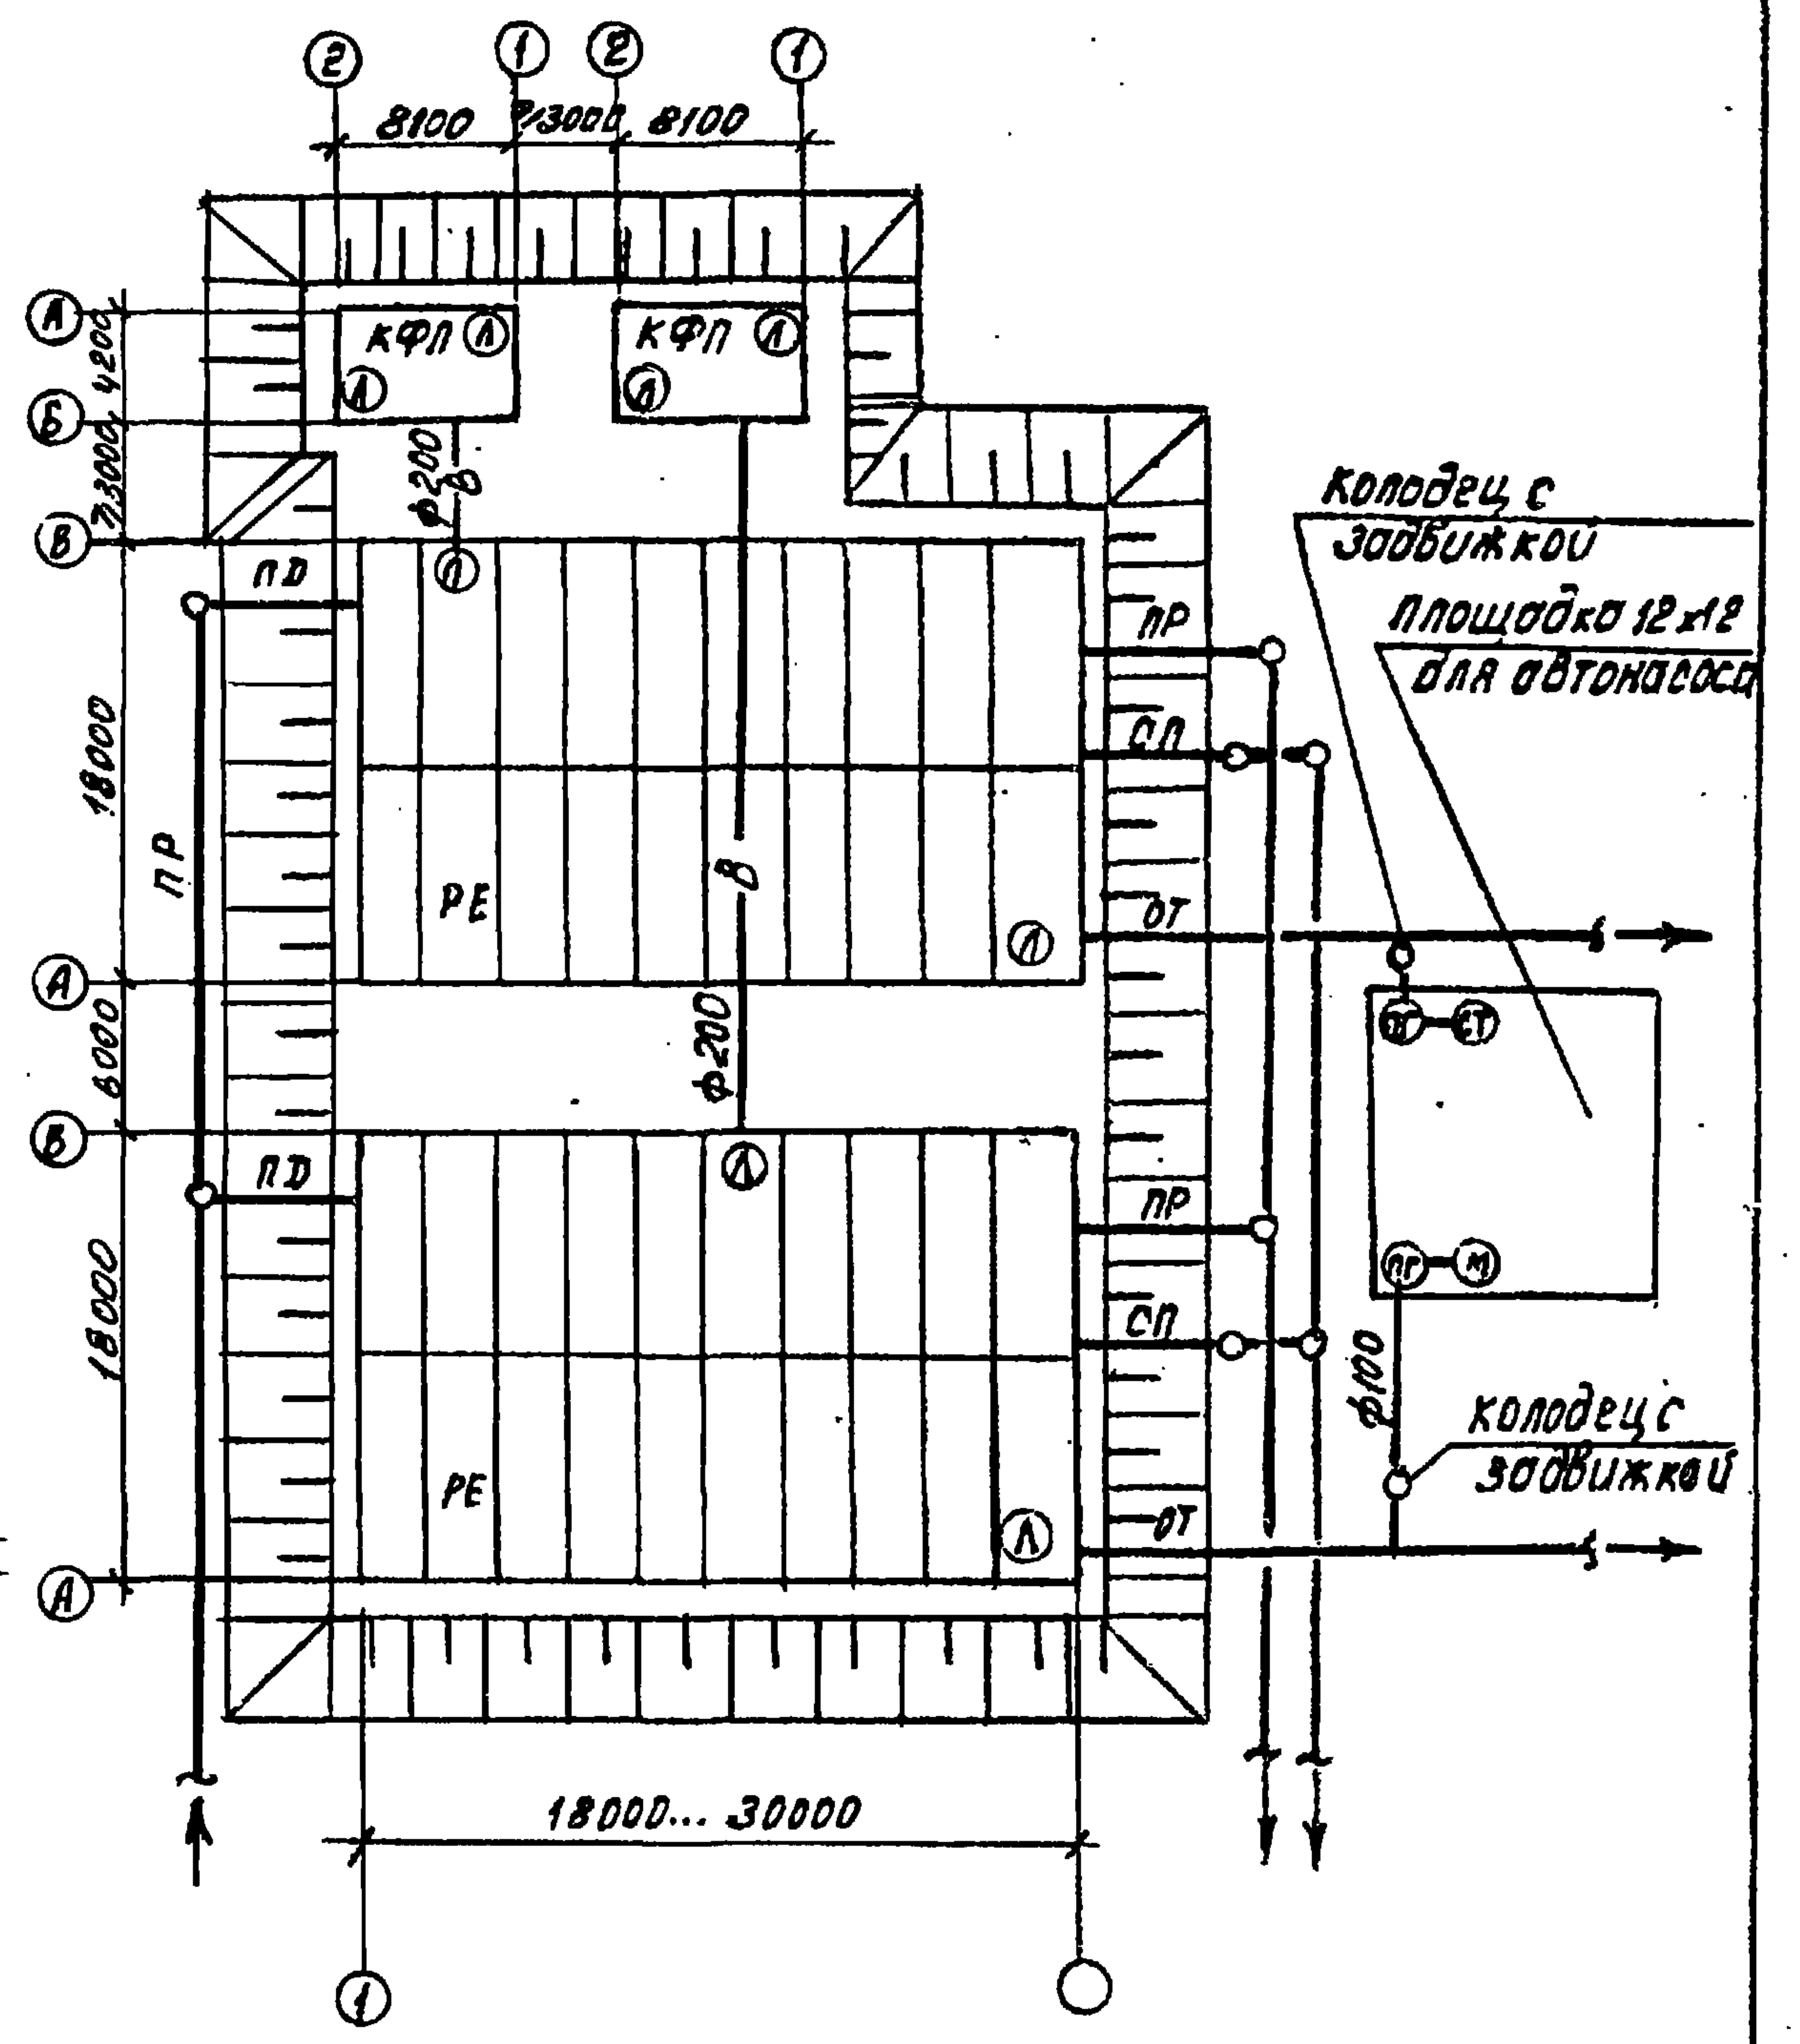 2 1 2 1
8100 ≥3000 8100
А
КФП Л КФП Л
4200
Л Л
Б
≥3000
ф200
В
колодец с
задвижкой
В
ПД
Л
площадка 12х12
для автонасоса
ПР
18000
СП
ПР
В
РЕ
ОТ
Л
А
ПГ СТ
6000
ф200
Б
ПД
Л
ПР
ПГ М
18000
СП
ф100
колодец с
задвижкой
РЕ
ОТ
Л
А
18000... 30000
1